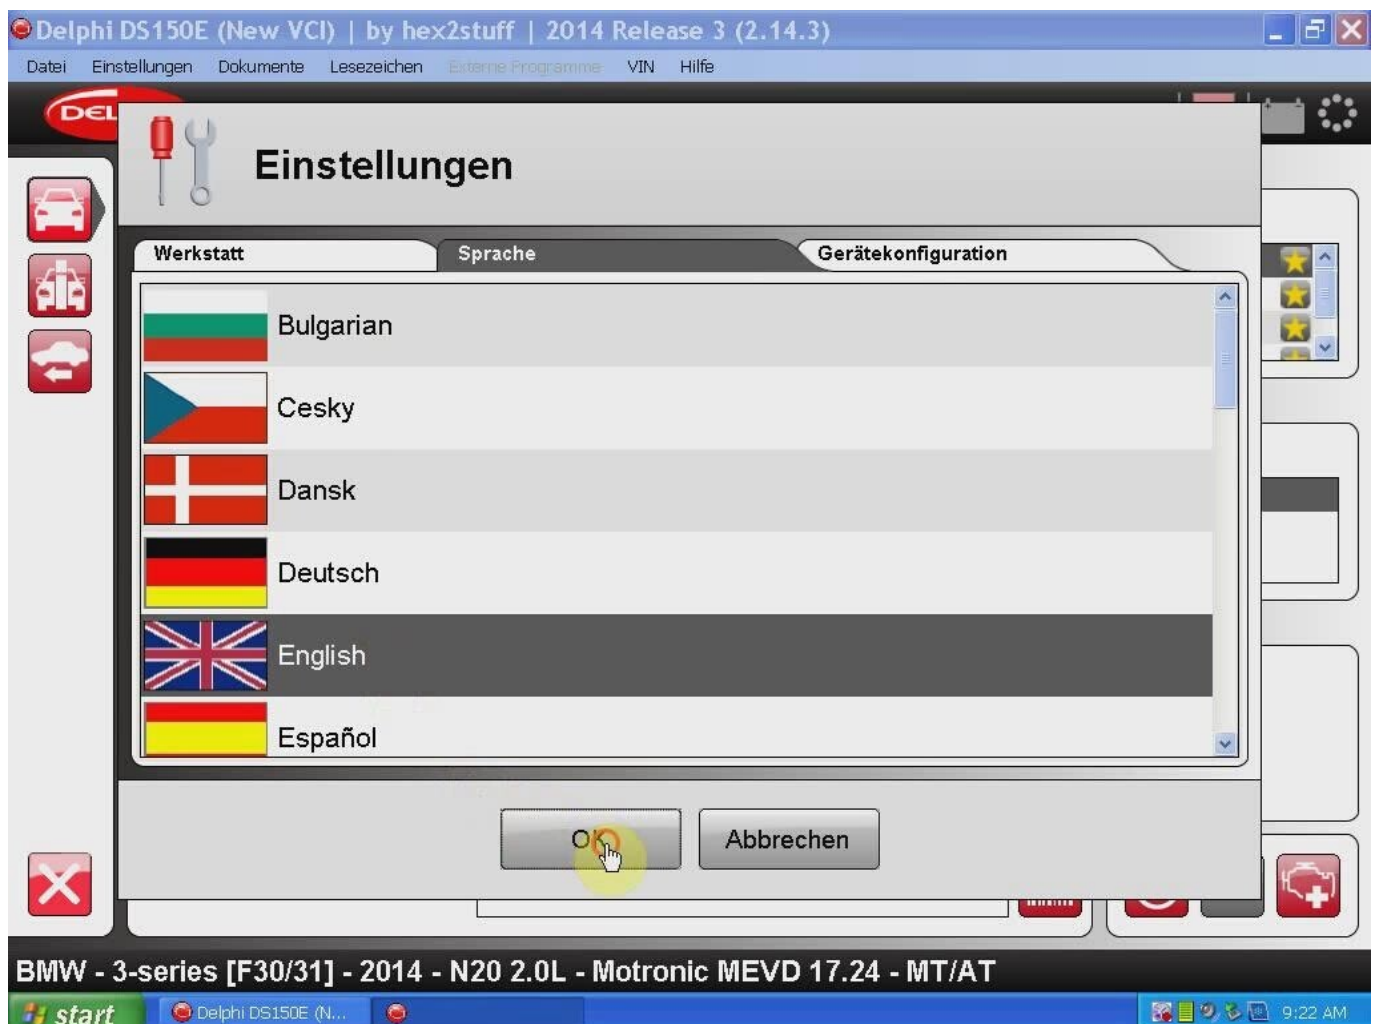 Delphi DS150E (New VCI) | by hex2stuff | 2014 Release 3 (2.14.3)
Datei Einstellungen Dokumente Lesezeichen Externe Programme VIN Hilfe
DEL
Einstellungen
Werkstatt Sprache Gerätekonfiguration
Bulgarian
Cesky
Dansk
Deutsch
English
Español
OK Abbrechen
BMW - 3-series [F30/31] - 2014 - N20 2.0L - Motronic MEVD 17.24 - MT/AT
start Delphi DS150E (N... 9:22 AM